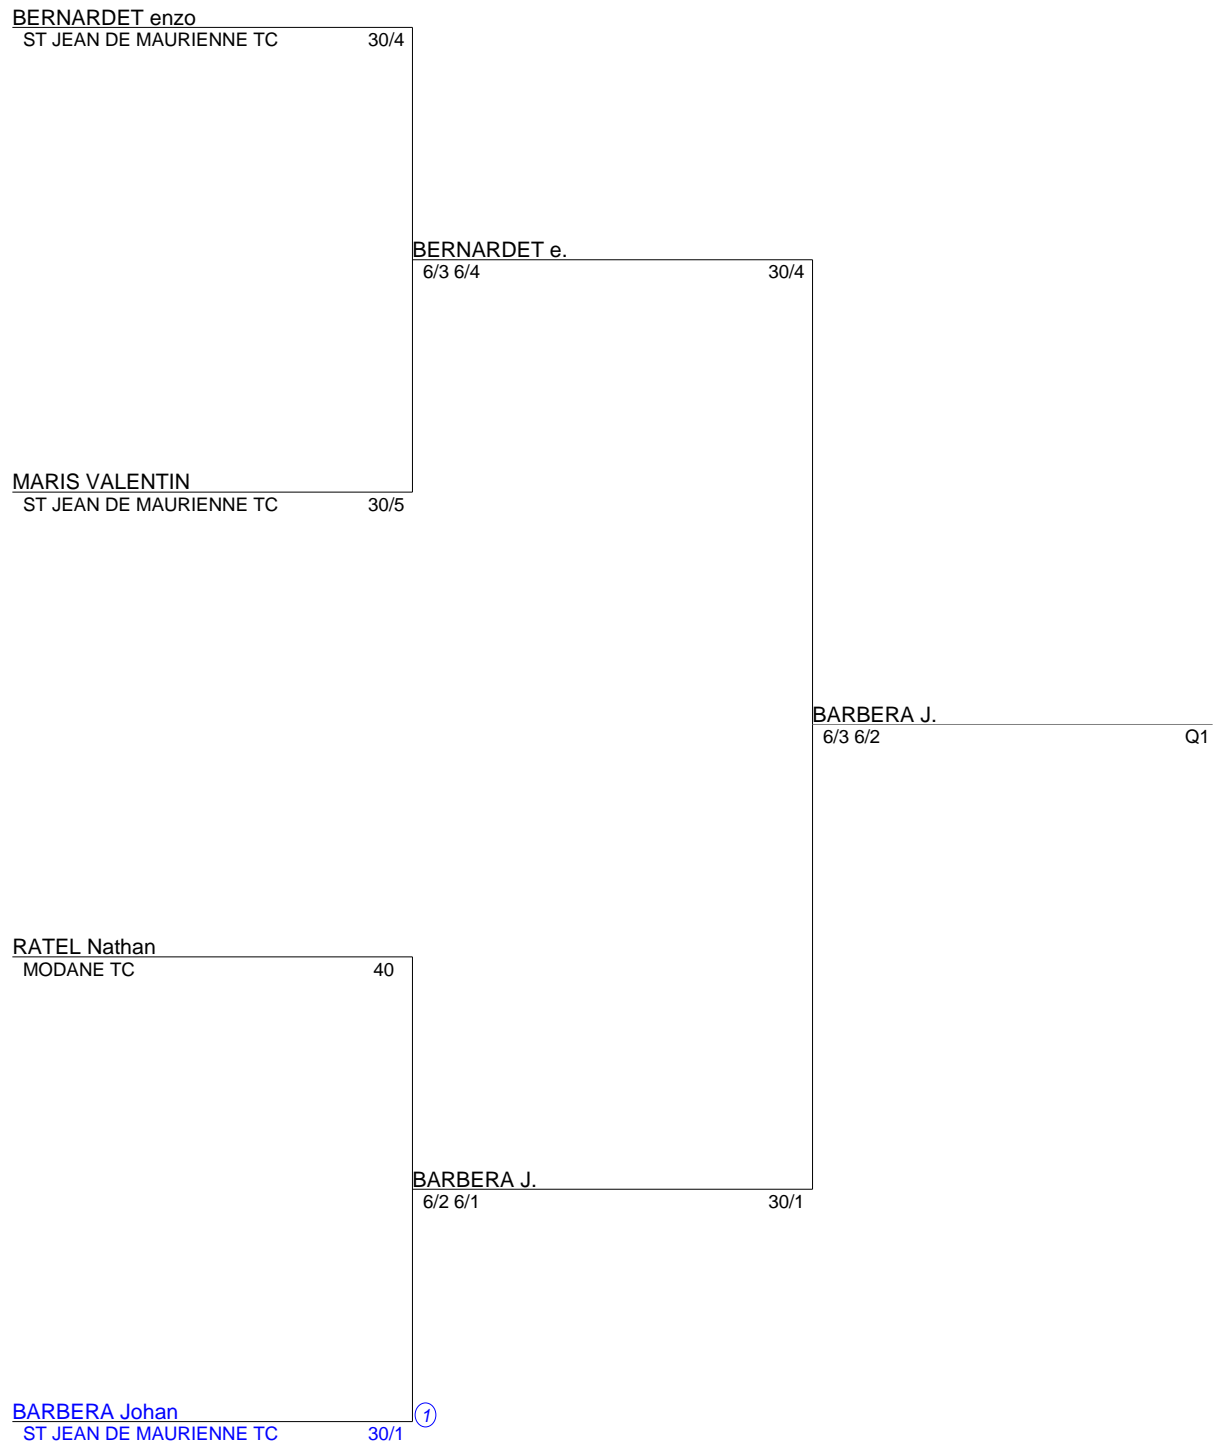 BERNARDET enzo
ST JEAN DE MAURIENNE TC 30/4
BERNARDET e.
6/3 6/4 30/4
MARIS VALENTIN
ST JEAN DE MAURIENNE TC 30/5
BARBERA J.
6/3 6/2 Q1
RATEL Nathan
MODANE TC 40
BARBERA J.
6/2 6/1 30/1
BARBERA Johan 1
ST JEAN DE MAURIENNE TC 30/1